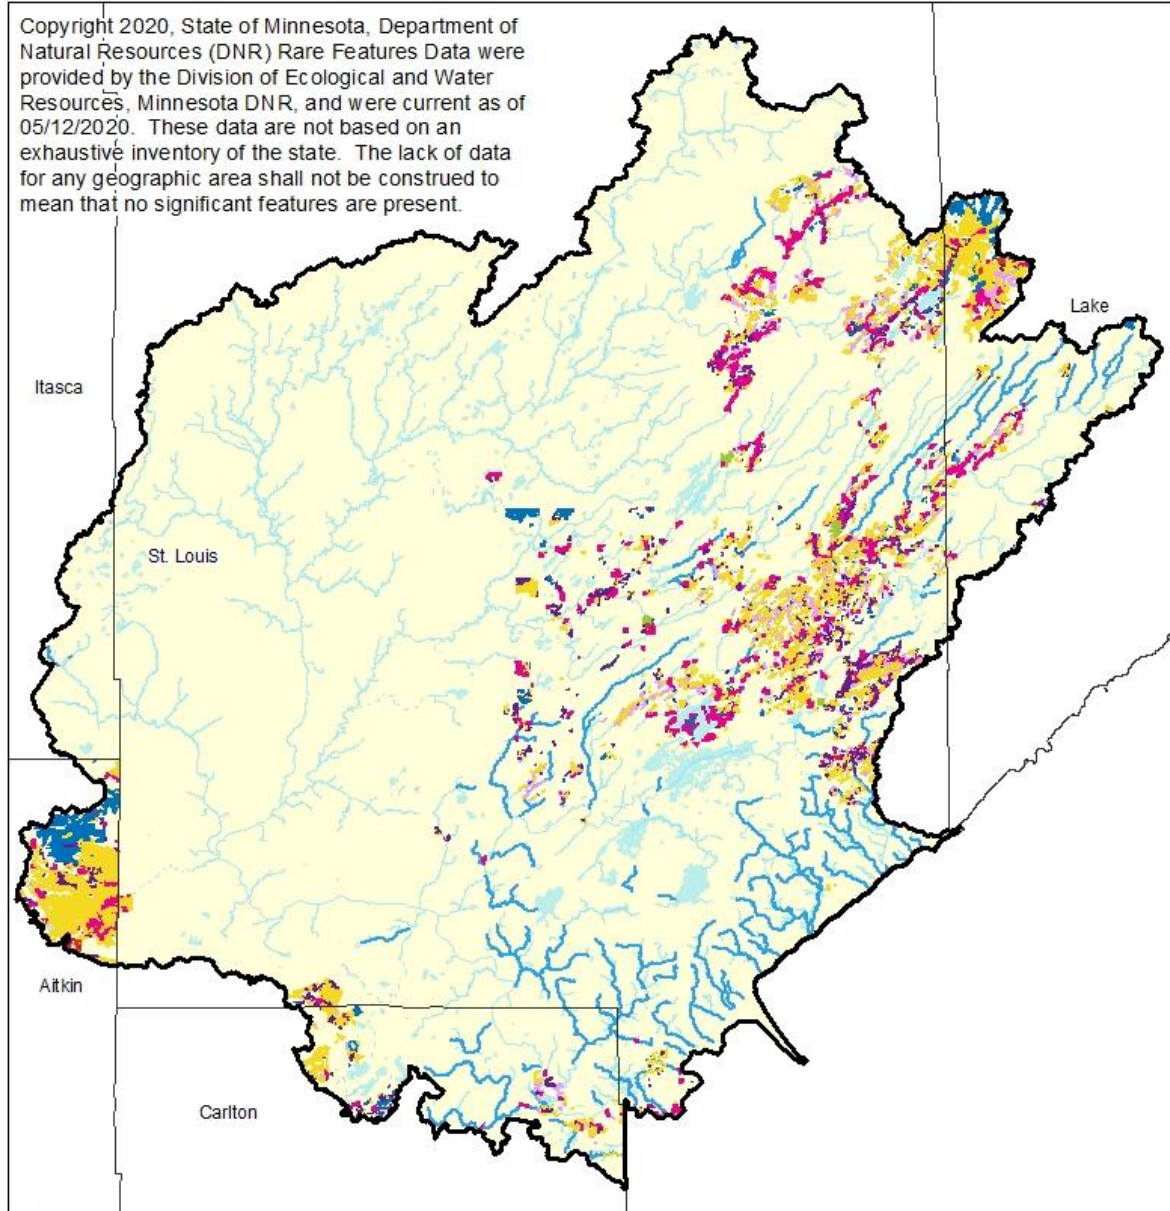 Copyright 2020, State of Minnesota, Department of
Natural Resources (DNR) Rare Features Data were
provided by the Division of Ecological and Water
Resources, Minnesota DNR, and were current as of
05/12/2020. These data are not based on an
exhaustive inventory of the state. The lack of data
for any geographic area shall not be construed to
mean that no significant features are present.
Lake
Itasca
St. Louis
Aitkin
Carlton